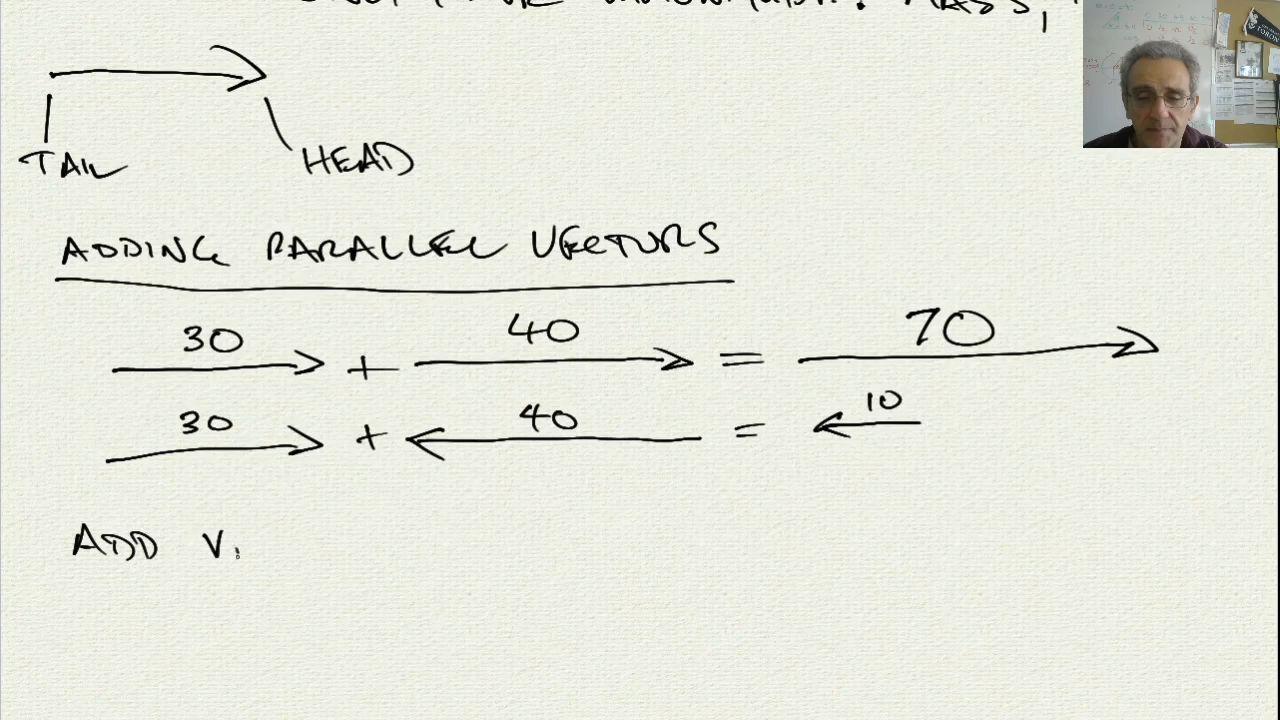 TAIL HEAD
ADDING PARALLEL VECTORS
30 + 40 = 70
30 + 40 = 10
ADD V